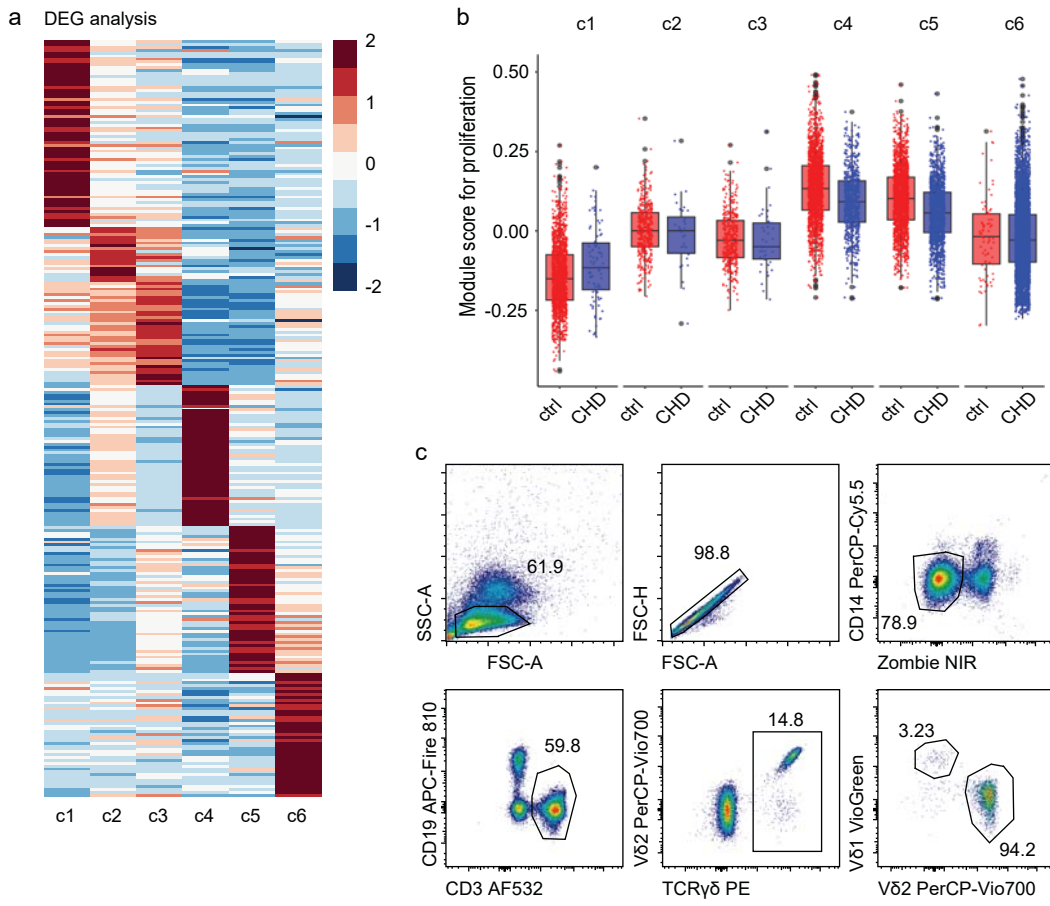 a DEG analysis
2
1
0
-1
-2
c1 c2 c3 c4 c5 c6
b
c1 c2 c3 c4 c5 c6
Module score for proliferation
0.50
0.25
0.00
-0.25
ctrl CHD ctrl CHD ctrl CHD ctrl CHD ctrl CHD ctrl CHD
c
SSC-A
61.9
FSC-A
FSC-H
98.8
FSC-A
CD14 PerCP-Cy5.5
78.9
Zombie NIR
CD19 APC-Fire 810
59.8
CD3 AF532
Vδ2 PerCP-Vio700
14.8
TCRγδ PE
Vδ1 VioGreen
3.23
94.2
Vδ2 PerCP-Vio700